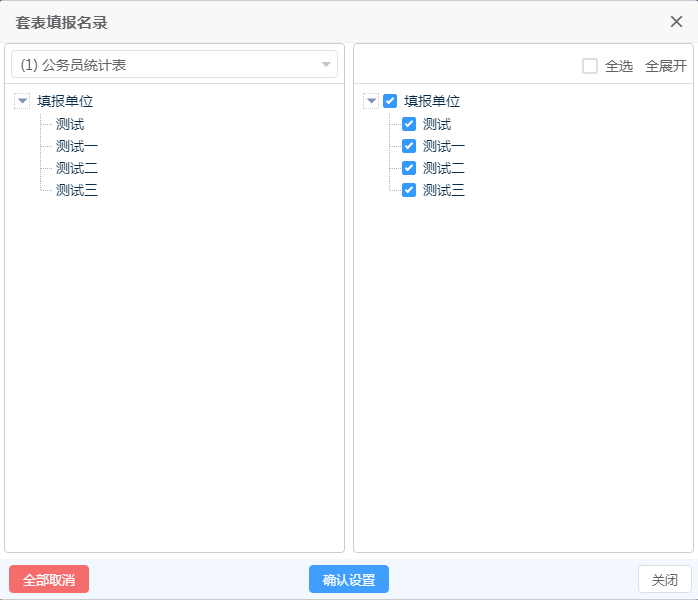 套表填报名录
(1) 公务员统计表
填报单位
测试
测试一
测试二
测试三
全选 全展开
填报单位
测试
测试一
测试二
测试三
全部取消
确认设置
关闭